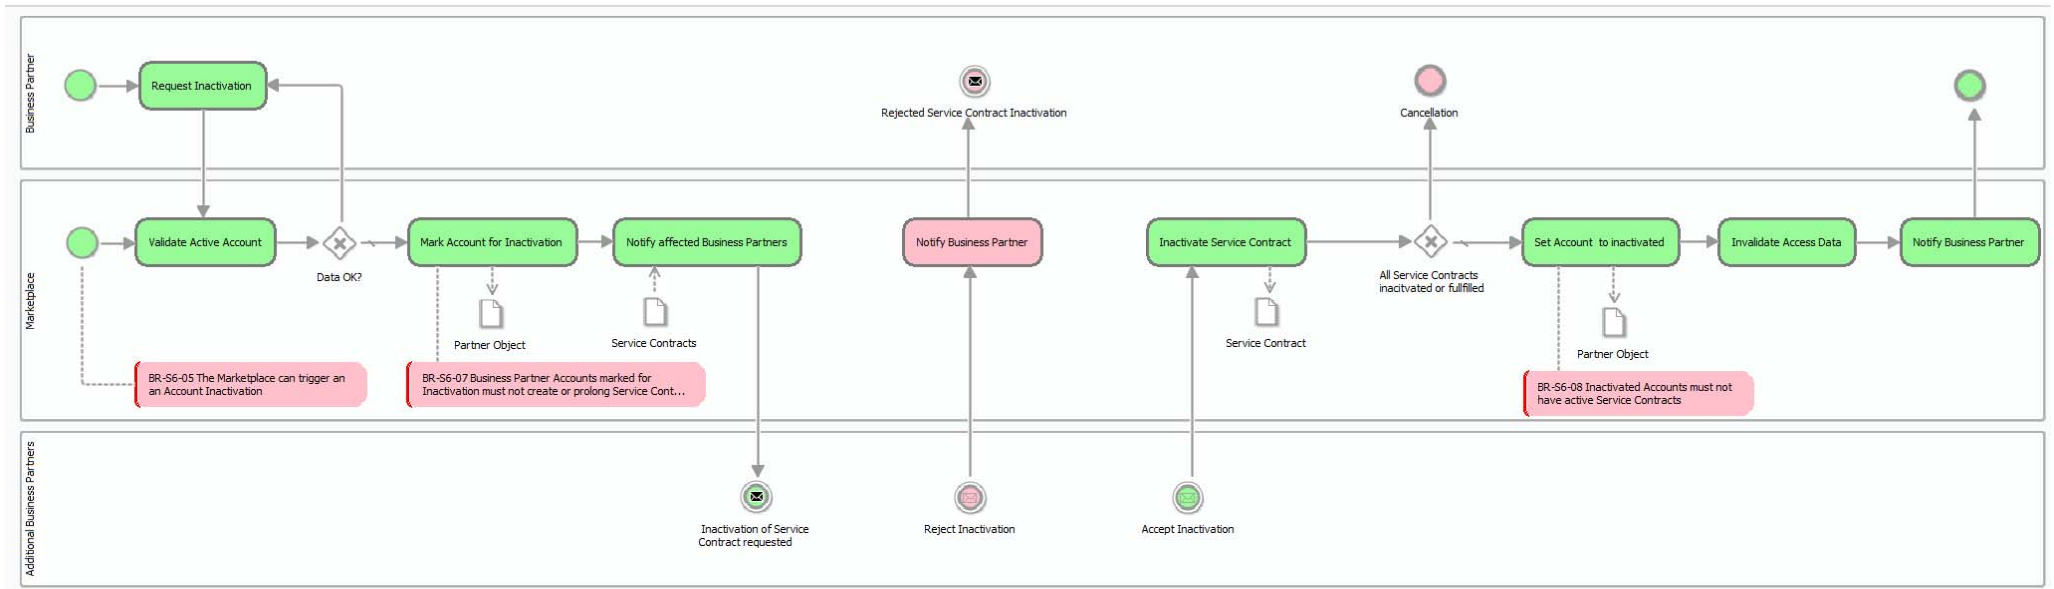 Business Partner
Request Inactivation
Rejected Service Contract Inactivation
Cancellation
Marketplace
Validate Active Account
Data OK?
Mark Account for Inactivation
Notify affected Business Partners
Notify Business Partner
Inactivate Service Contract
All Service Contracts
inacitvated or fullfilled
Set Account to inactivated
Invalidate Access Data
Notify Business Partner
Partner Object
Service Contracts
Service Contract
Partner Object
BR-S6-05 The Marketplace can trigger an
an Account Inactivation
BR-S6-07 Business Partner Accounts marked for
Inactivation must not create or prolong Service Cont...
BR-S6-08 Inactivated Accounts must not
have active Service Contracts
Additional Business Partners
Inactivation of Service
Contract requested
Reject Inactivation
Accept Inactivation